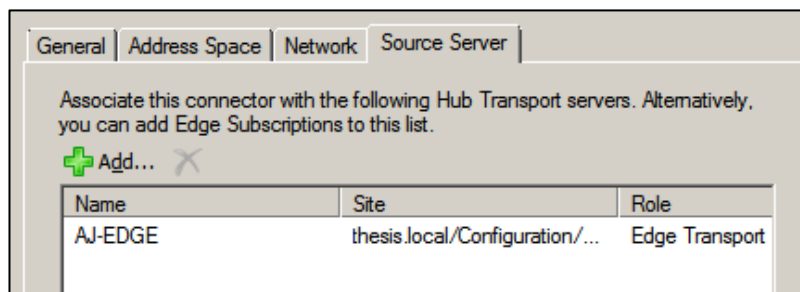 General Address Space Network Source Server
Associate this connector with the following Hub Transport servers. Alternatively,
you can add Edge Subscriptions to this list.
Add...
Name Site Role
AJ-EDGE thesis.local/Configuration/... Edge Transport